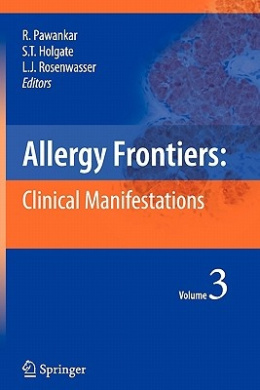 R. Pawankar
S.T. Holgate
L.J. Rosenwasser
Editors
Allergy Frontiers:
Clinical Manifestations
Volume 3
Springer